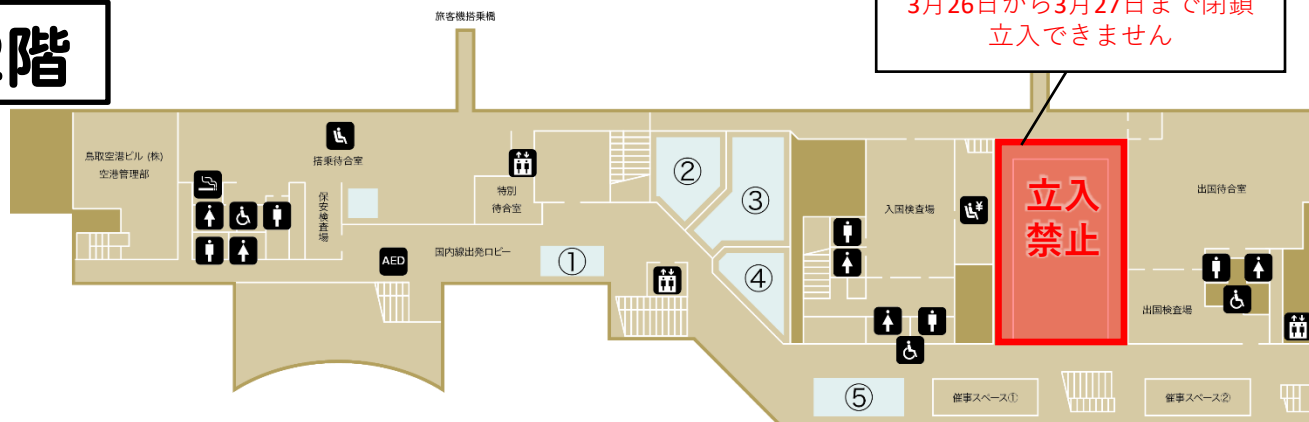 旅客機搭乗橋
3月26日から3月27日まで閉鎖
立入できません
階
鳥取空港ビル (株)
空港管理部
搭乗待合室
保安検査場
特別
待合室
AED
国内線出発ロビー
①
②
③
④
入国検査場
立入
禁止
出国待合室
出国検査場
⑤
催事スペース①
催事スペース②